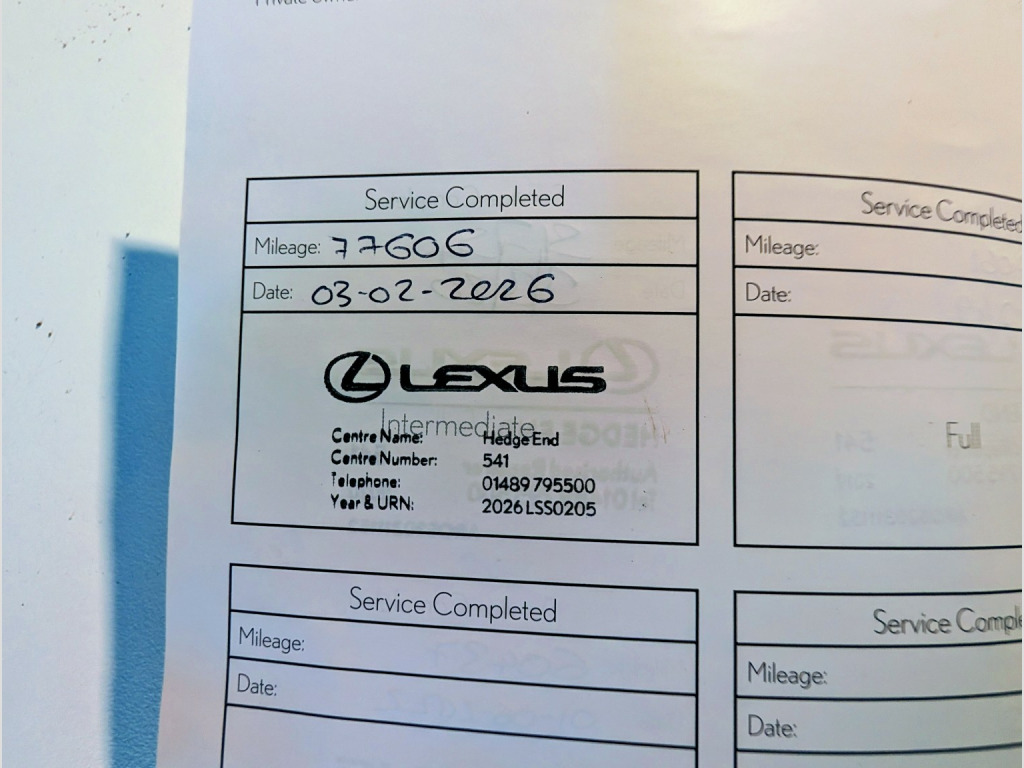 Service Completed
Mileage: 77606
Date: 03-02-2026
LEXUS
Intermediate
Centre Name: Hedge End
Centre Number: 541
Telephone: 01489 795500
Year & URN: 2026 LSS0205
Service Completed
Mileage:
Date:
Full
Service Completed
Mileage:
Date:
Service
Mileage:
Date: